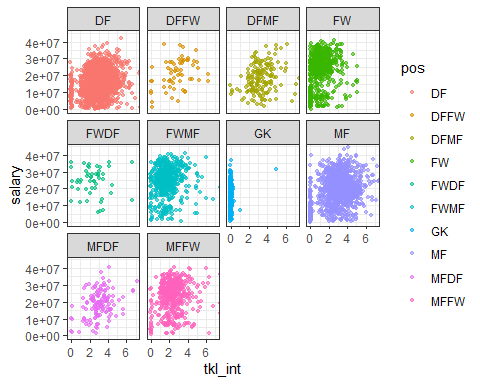 DF DFFW DFMF FW
4e+07
3e+07
2e+07
1e+07
0e+00
FWDF FWMF GK MF
4e+07
3e+07
2e+07
1e+07
0e+00
0 2 4 6 0 2 4 6
MFDF MFFW
4e+07
3e+07
2e+07
1e+07
0e+00
0 2 4 6 0 2 4 6
salary
tkl_int
pos
DF
DFFW
DFMF
FW
FWDF
FWMF
GK
MF
MFDF
MFFW